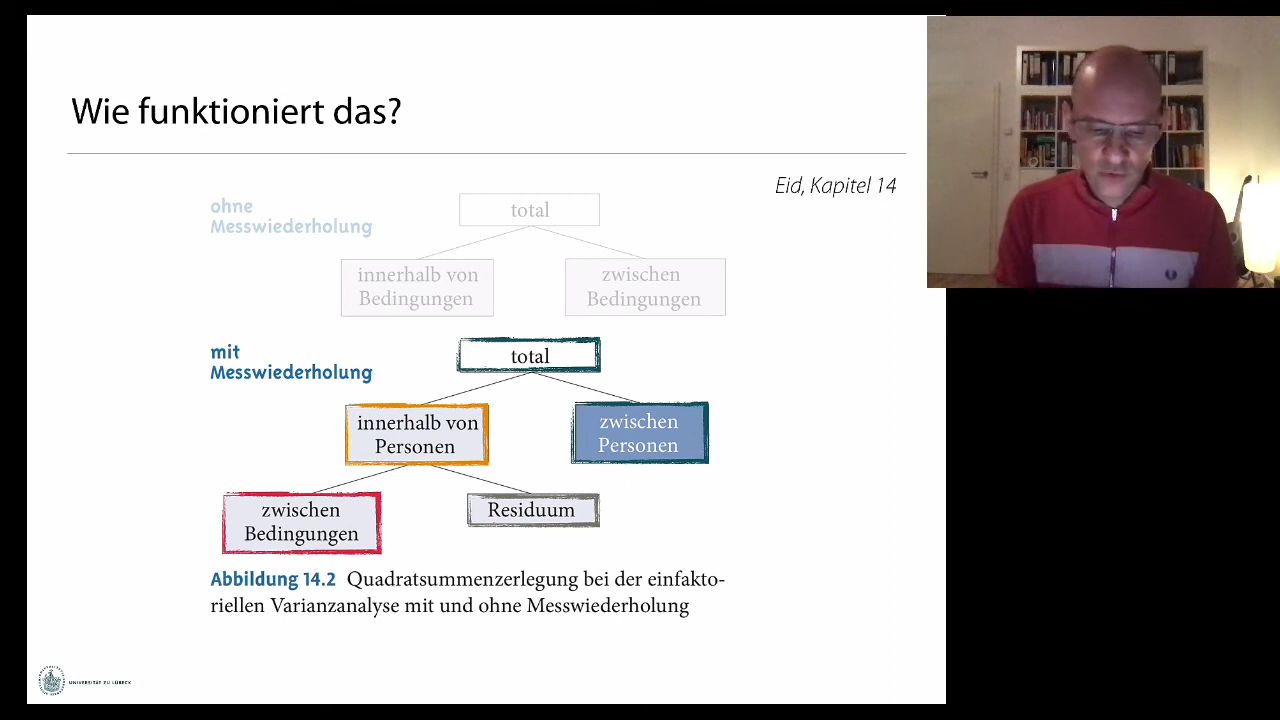 Wie funktioniert das?
Eid, Kapitel 14
ohne
Messwiederholung
total
innerhalb von
Bedingungen
zwischen
Bedingungen
mit
Messwiederholung
total
innerhalb von
Personen
zwischen
Personen
zwischen
Bedingungen
Residuum
Abbildung 14.2 Quadratsummenzerlegung bei der einfakto-
riellen Varianzanalyse mit und ohne Messwiederholung
UNIVERSITÄT ZU LÜBECK